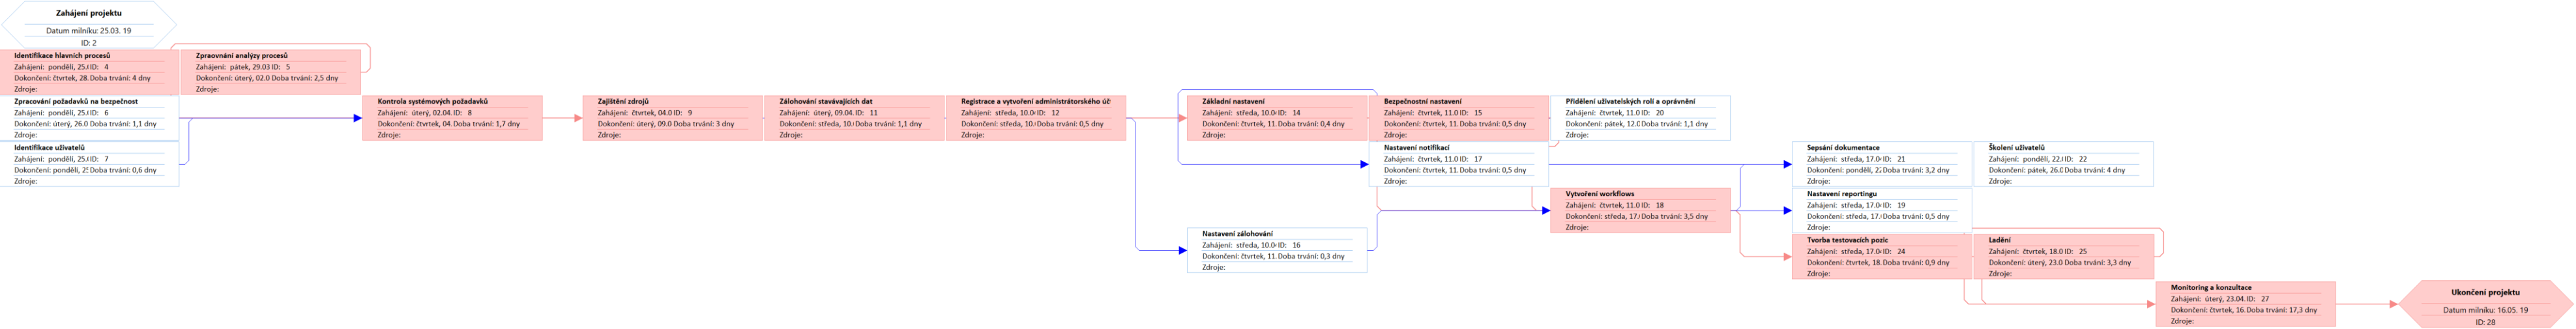 Zahájení projektu
Datum milníku: 25.03. 19
ID: 2
Identifikace hlavních procesů
Zahájení: pondělí, 25.( ID: 4
Dokončení: čtvrtek, 28. Doba trvání: 4 dny
Zdroje:
Zpraovnání analýzy procesů
Zahájení: pátek, 29.03 ID: 5
Dokončení: úterý, 02.0 Doba trvání: 2,5 dny
Zdroje:
Zpracování požadavků na bezpečnost
Zahájení: pondělí, 25.( ID: 6
Dokončení: úterý, 26.0 Doba trvání: 1,1 dny
Zdroje:
Identifikace uživatelů
Zahájení: pondělí, 25.( ID: 7
Dokončení: pondělí, 25 Doba trvání: 0,6 dny
Zdroje:
Kontrola systémových požadavků
Zahájení: úterý, 02.04. ID: 8
Dokončení: čtvrtek, 04. Doba trvání: 1,7 dny
Zdroje:
Zajištění zdrojů
Zahájení: čtvrtek, 04.0 ID: 9
Dokončení: úterý, 09.0 Doba trvání: 3 dny
Zdroje:
Zálohování stavávajících dat
Zahájení: úterý, 09.04. ID: 11
Dokončení: středa, 10.( Doba trvání: 1,1 dny
Zdroje:
Registrace a vytvoření administrátorského úč
Zahájení: středa, 10.0 ID: 12
Dokončení: středa, 10.( Doba trvání: 0,5 dny
Zdroje:
Základní nastavení
Zahájení: středa, 10.0 ID: 14
Dokončení: čtvrtek, 11. Doba trvání: 0,4 dny
Zdroje:
Bezpečnostní nastavení
Zahájení: čtvrtek, 11.0 ID: 15
Dokončení: čtvrtek, 11. Doba trvání: 0,5 dny
Zdroje:
Přidělení uživatelských rolí a oprávnění
Zahájení: čtvrtek, 11.0 ID: 20
Dokončení: pátek, 12.0 Doba trvání: 1,1 dny
Zdroje:
Nastavení notifikací
Zahájení: čtvrtek, 11.0 ID: 17
Dokončení: čtvrtek, 11. Doba trvání: 0,5 dny
Zdroje:
Vytvoření workflows
Zahájení: čtvrtek, 11.0 ID: 18
Dokončení: středa, 17.( Doba trvání: 3,5 dny
Zdroje:
Nastavení zálohování
Zahájení: středa, 10.0 ID: 16
Dokončení: čtvrtek, 11. Doba trvání: 0,3 dny
Zdroje:
Sepsání dokumentace
Zahájení: středa, 17.0 ID: 21
Dokončení: pondělí, 22 Doba trvání: 3,2 dny
Zdroje:
Školení uživatelů
Zahájení: pondělí, 22.( ID: 22
Dokončení: pátek, 26.0 Doba trvání: 4 dny
Zdroje:
Nastavení reportingu
Zahájení: středa, 17.0 ID: 19
Dokončení: středa, 17.( Doba trvání: 0,5 dny
Zdroje:
Tvorba testovacích pozic
Zahájení: středa, 17.0 ID: 24
Dokončení: čtvrtek, 18. Doba trvání: 0,9 dny
Zdroje:
Ladění
Zahájení: čtvrtek, 18.0 ID: 25
Dokončení: úterý, 23.0 Doba trvání: 3,3 dny
Zdroje:
Monitoring a konzultace
Zahájení: úterý, 23.04. ID: 27
Dokončení: čtvrtek, 16. Doba trvání: 17,3 dny
Zdroje:
Ukončení projektu
Datum milníku: 16.05. 19
ID: 28